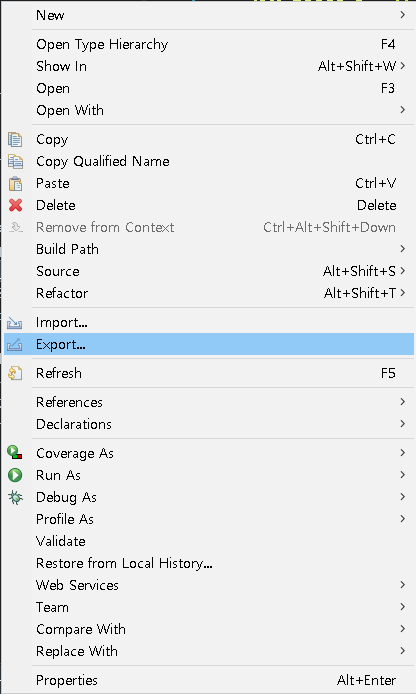 New
Open Type Hierarchy F4
Show In Alt+Shift+W
Open F3
Open With
Copy Ctrl+C
Copy Qualified Name
Paste Ctrl+V
Delete Delete
Remove from Context Ctrl+Alt+Shift+Down
Build Path
Source Alt+Shift+S
Refactor Alt+Shift+T
Import...
Export...
Refresh F5
References
Declarations
Coverage As
Run As
Debug As
Profile As
Validate
Restore from Local History...
Web Services
Team
Compare With
Replace With
Properties Alt+Enter